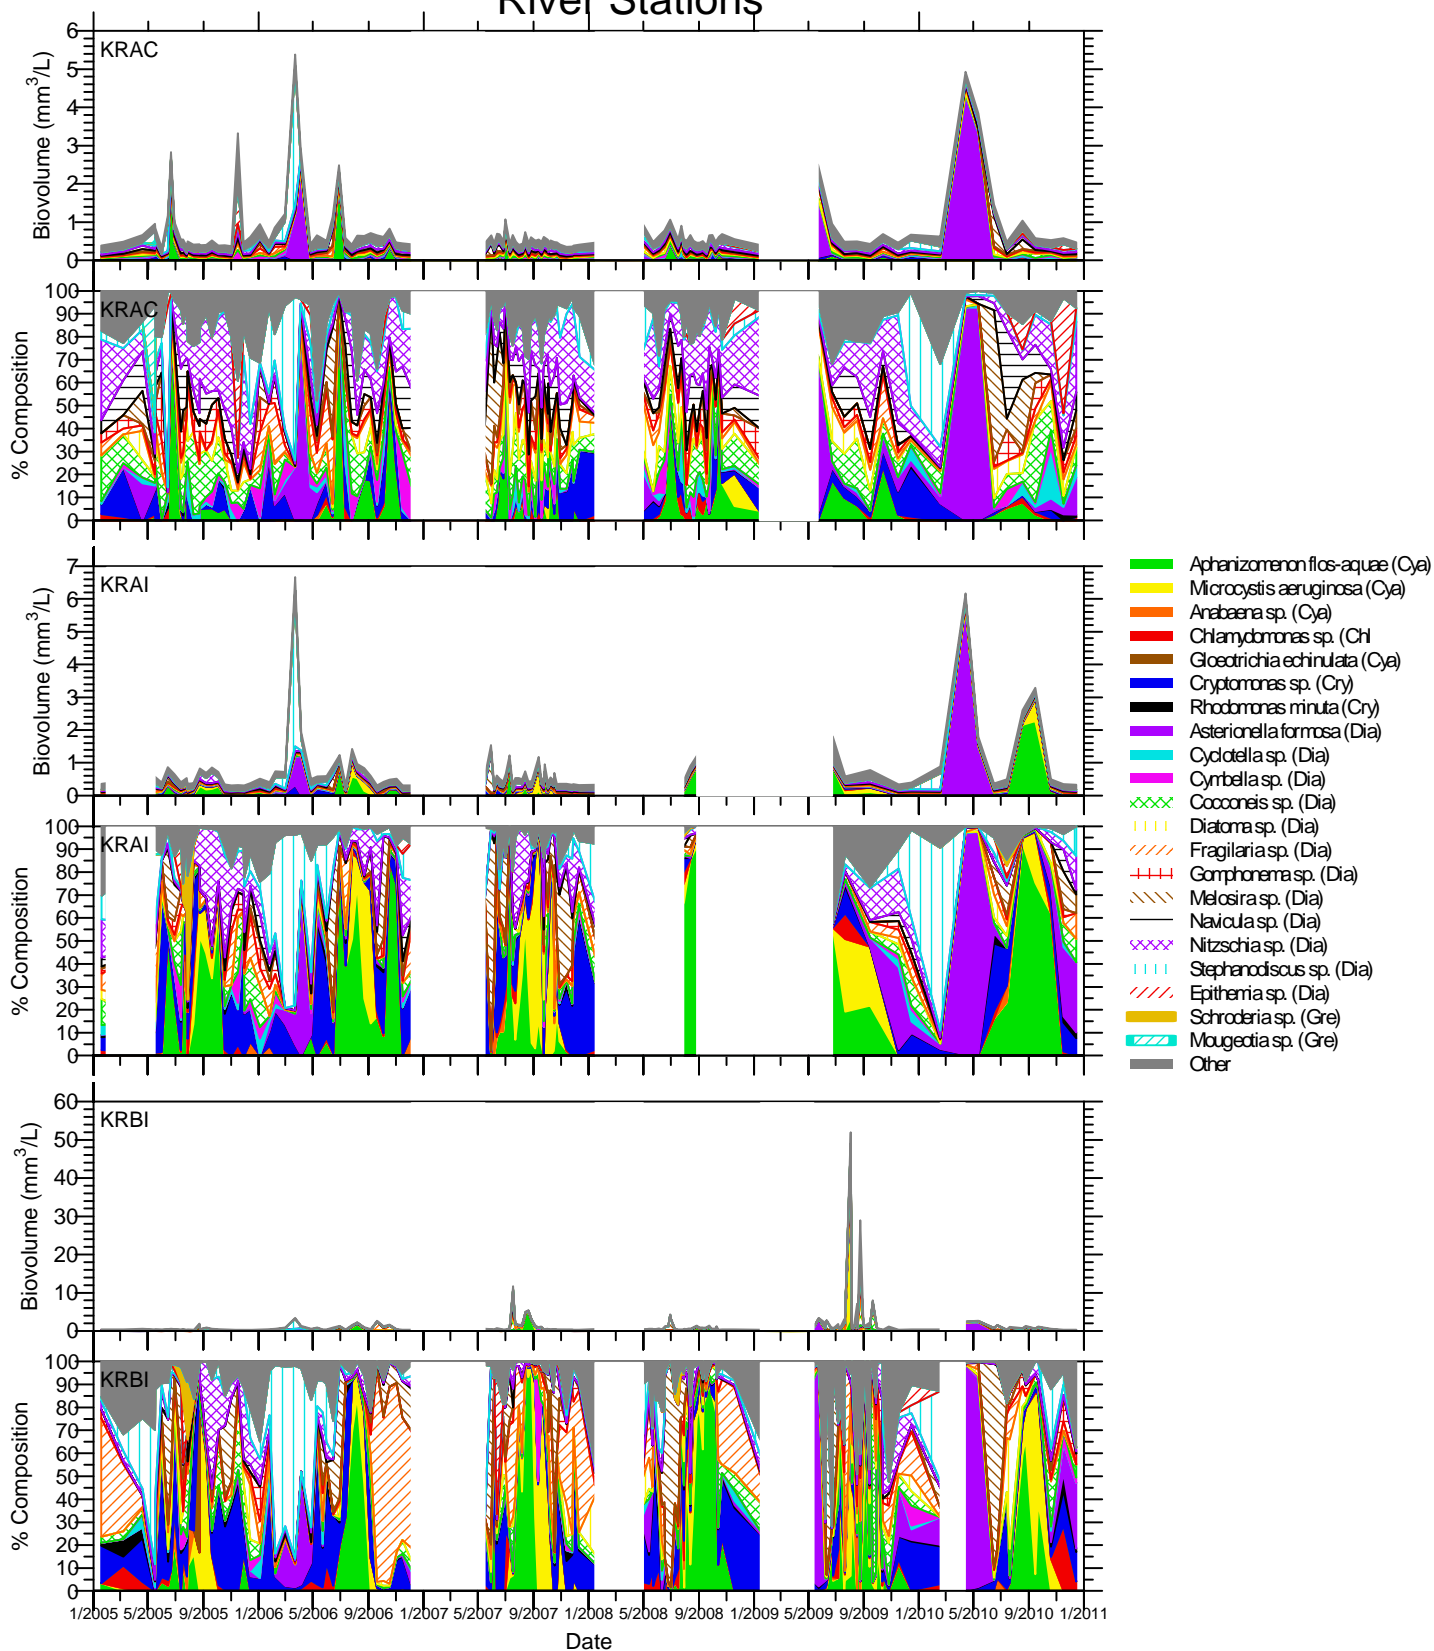 River Stations
KRAC
Biovolume (mm³/L)
6
5
4
3
2
1
0
KRAC
% Composition
100
90
80
70
60
50
40
30
20
10
0
KRAI
Biovolume (mm³/L)
7
6
5
4
3
2
1
0
KRAI
% Composition
100
90
80
70
60
50
40
30
20
10
0
KRBI
Biovolume (mm³/L)
60
50
40
30
20
10
0
KRBI
% Composition
100
90
80
70
60
50
40
30
20
10
0
1/2005 5/2005 9/2005 1/2006 5/2006 9/2006 1/2007 5/2007 9/2007 1/2008 5/2008 9/2008 1/2009 5/2009 9/2009 1/2010 5/2010 9/2010 1/2011
Date
Aphanizomenon flos-aquae (Cya)
Microcystis aeruginosa (Cya)
Anabaena sp. (Cya)
Chlamydomonas sp. (Chl
Gloeotrichia echinulata (Cya)
Cryptomonas sp. (Cry)
Rhodomonas minuta (Cry)
Asterionella formosa (Dia)
Cyclotella sp. (Dia)
Cymbella sp. (Dia)
Cocconeis sp. (Dia)
Diatoma sp. (Dia)
Fragilaria sp. (Dia)
Gomphonema sp. (Dia)
Melosira sp. (Dia)
Navicula sp. (Dia)
Nitzschia sp. (Dia)
Stephanodiscus sp. (Dia)
Epithemia sp. (Dia)
Schroderia sp. (Gre)
Mougeotia sp. (Gre)
Other